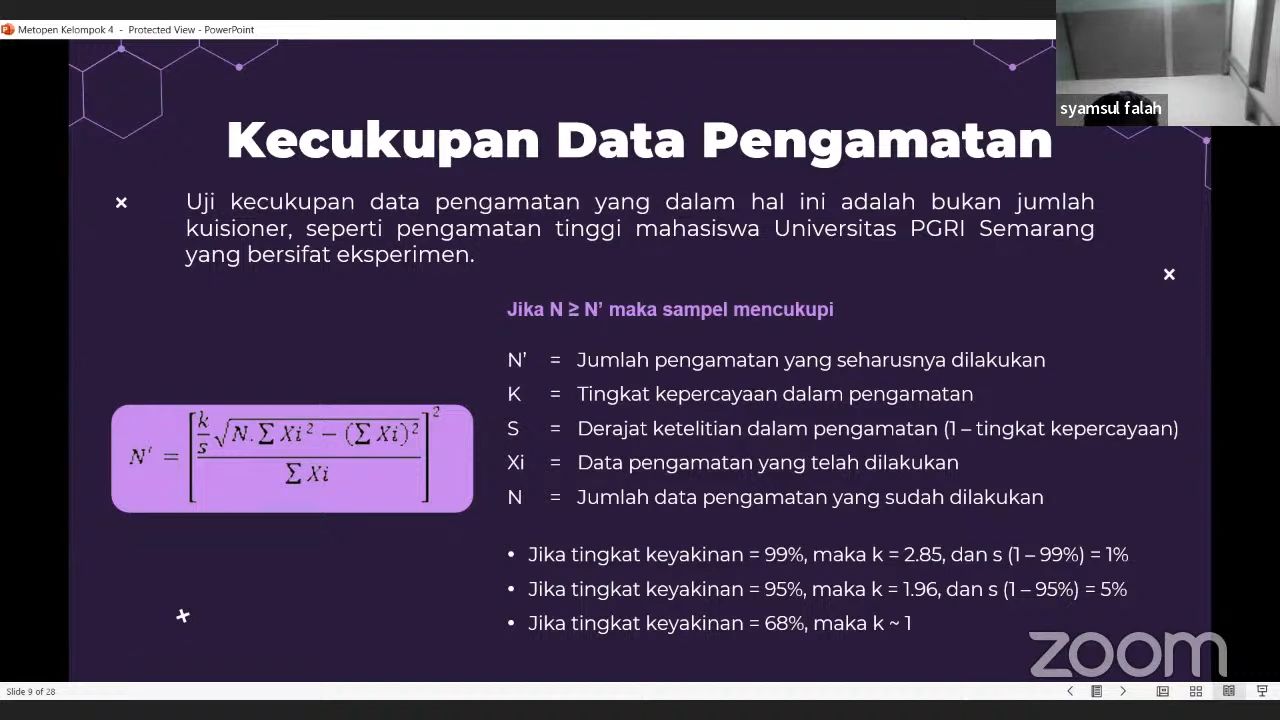 Metopen Kelompok 4 - Protected View - PowerPoint
syamsul falah
Kecukupan Data Pengamatan
Uji kecukupan data pengamatan yang dalam hal ini adalah bukan jumlah
kuisioner, seperti pengamatan tinggi mahasiswa Universitas PGRI Semarang
yang bersifat eksperimen.
Jika N ≥ N’ maka sampel mencukupi
N’ = Jumlah pengamatan yang seharusnya dilakukan
K = Tingkat kepercayaan dalam pengamatan
S = Derajat ketelitian dalam pengamatan (1 – tingkat kepercayaan)
Xi = Data pengamatan yang telah dilakukan
N = Jumlah data pengamatan yang sudah dilakukan
N′ = [ k/s √(N.∑Xi² − (∑Xi)²) / ∑Xi ]²
• Jika tingkat keyakinan = 99%, maka k = 2.85, dan s (1 – 99%) = 1%
• Jika tingkat keyakinan = 95%, maka k = 1.96, dan s (1 – 95%) = 5%
• Jika tingkat keyakinan = 68%, maka k ~ 1
zoom
Slide 9 of 28